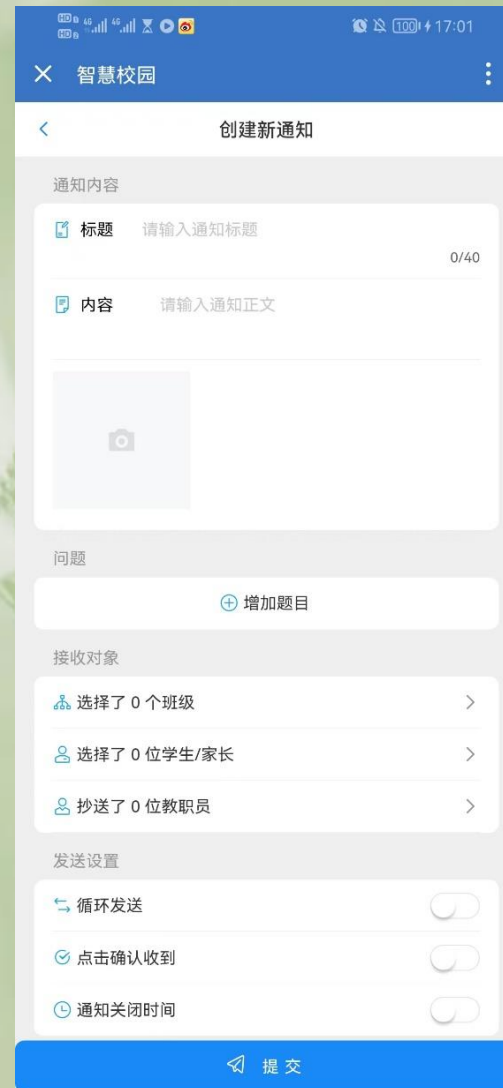 HD 4G 4G 100 17:01
智慧校园
创建新通知
通知内容
标题 请输入通知标题
0/40
内容 请输入通知正文
问题
增加题目
接收对象
选择了 0 个班级
选择了 0 位学生/家长
抄送了 0 位教职员
发送设置
循环发送
点击确认收到
通知关闭时间
提交